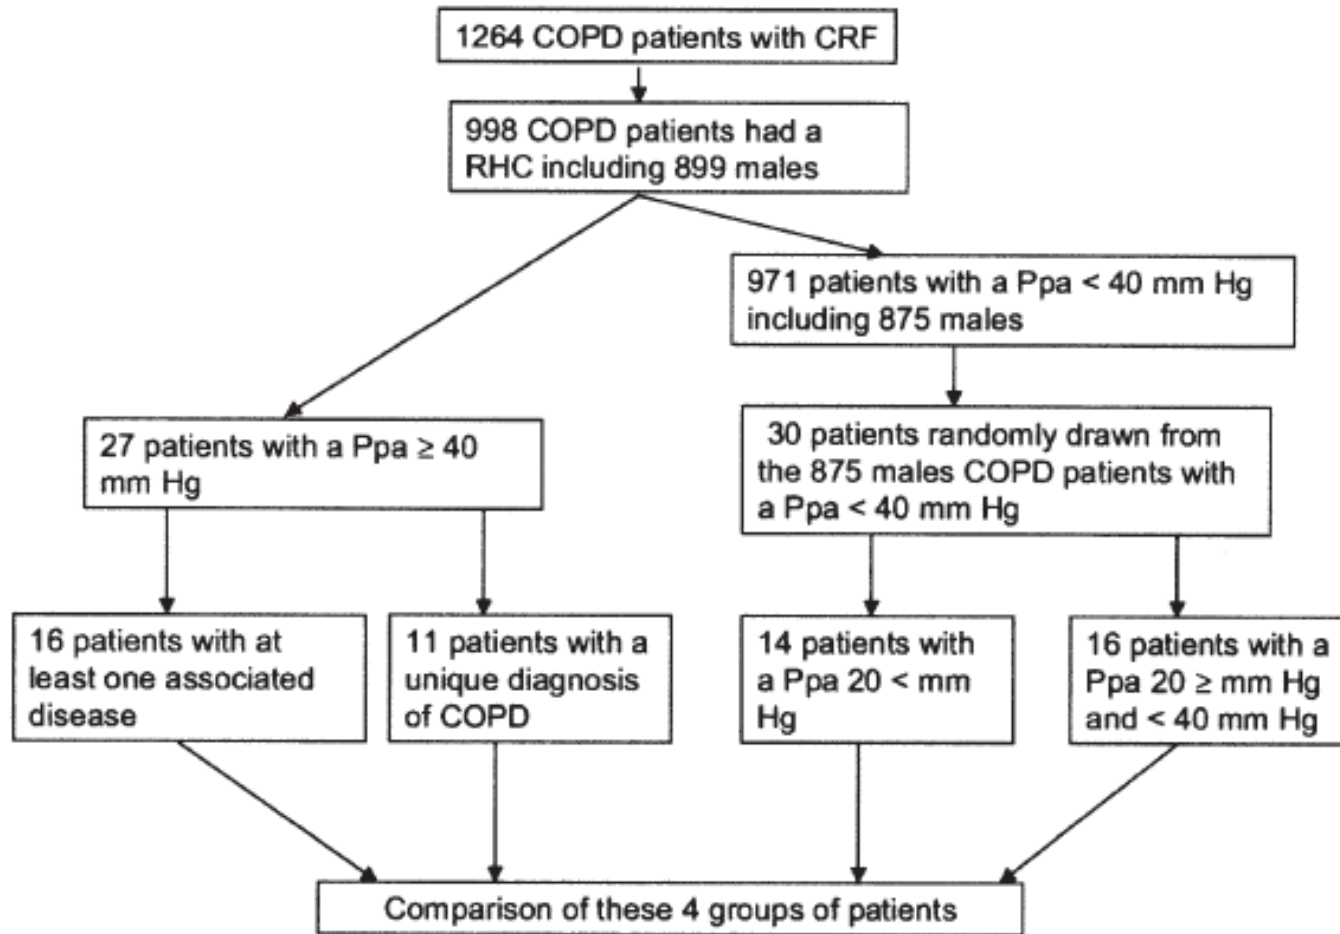 1264 COPD patients with CRF
998 COPD patients had a
RHC including 899 males
971 patients with a Ppa < 40 mm Hg
including 875 males
27 patients with a Ppa ≥ 40
mm Hg
30 patients randomly drawn from
the 875 males COPD patients with
a Ppa < 40 mm Hg
16 patients with at
least one associated
disease
11 patients with a
unique diagnosis
of COPD
14 patients with
a Ppa 20 < mm
Hg
16 patients with a
Ppa 20 ≥ mm Hg
and < 40 mm Hg
Comparison of these 4 groups of patients